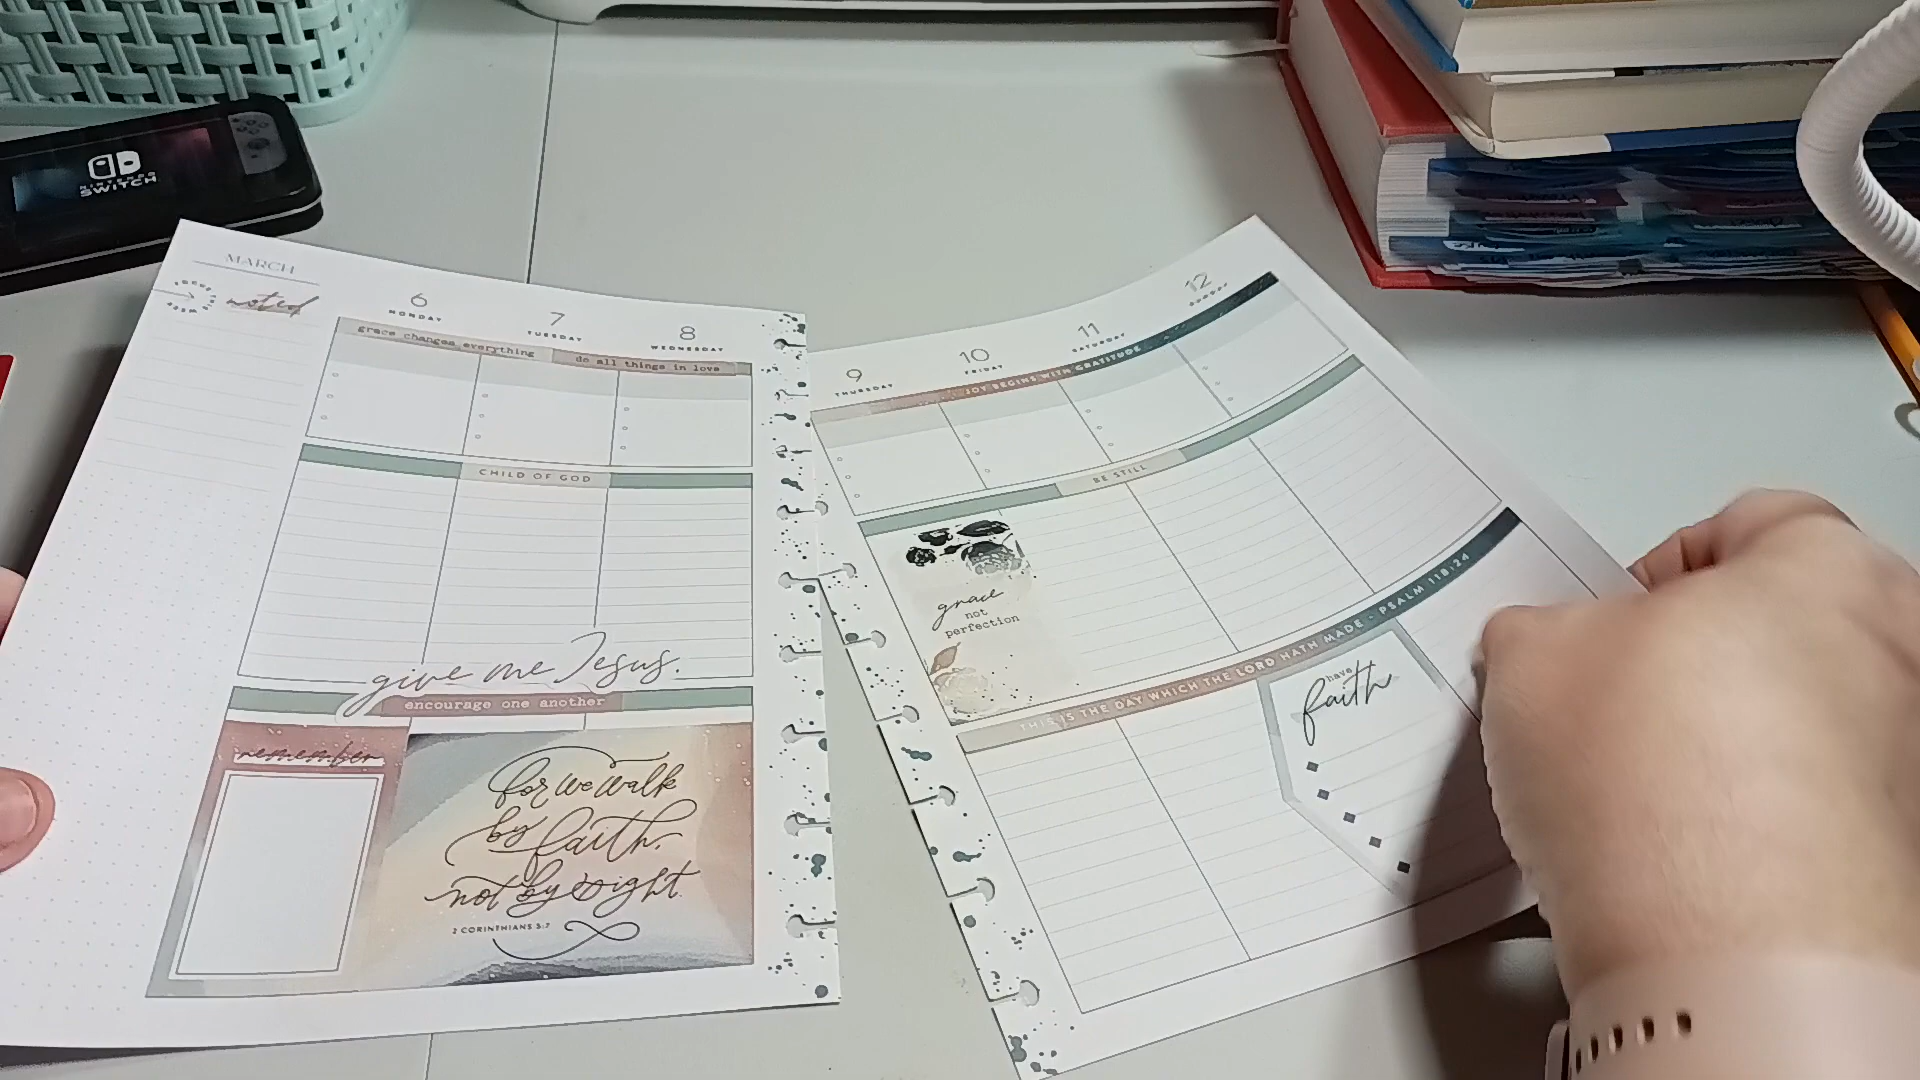 NINTENDO
SWITCH
MARCH
noted
6
MONDAY
7
TUESDAY
8
WEDNESDAY
grace changes everything
do all things in love
CHILD OF GOD
give me Jesus.
encourage one another
remember
for we walk
by faith,
not by sight.
2 CORINTHIANS 5:7
9
THURSDAY
10
FRIDAY
11
SATURDAY
12
SUNDAY
JOY BEGINS WITH GRATITUDE
BE STILL
grace
not
perfection
THIS IS THE DAY WHICH THE LORD HATH MADE - PSALM 118:24
have
faith